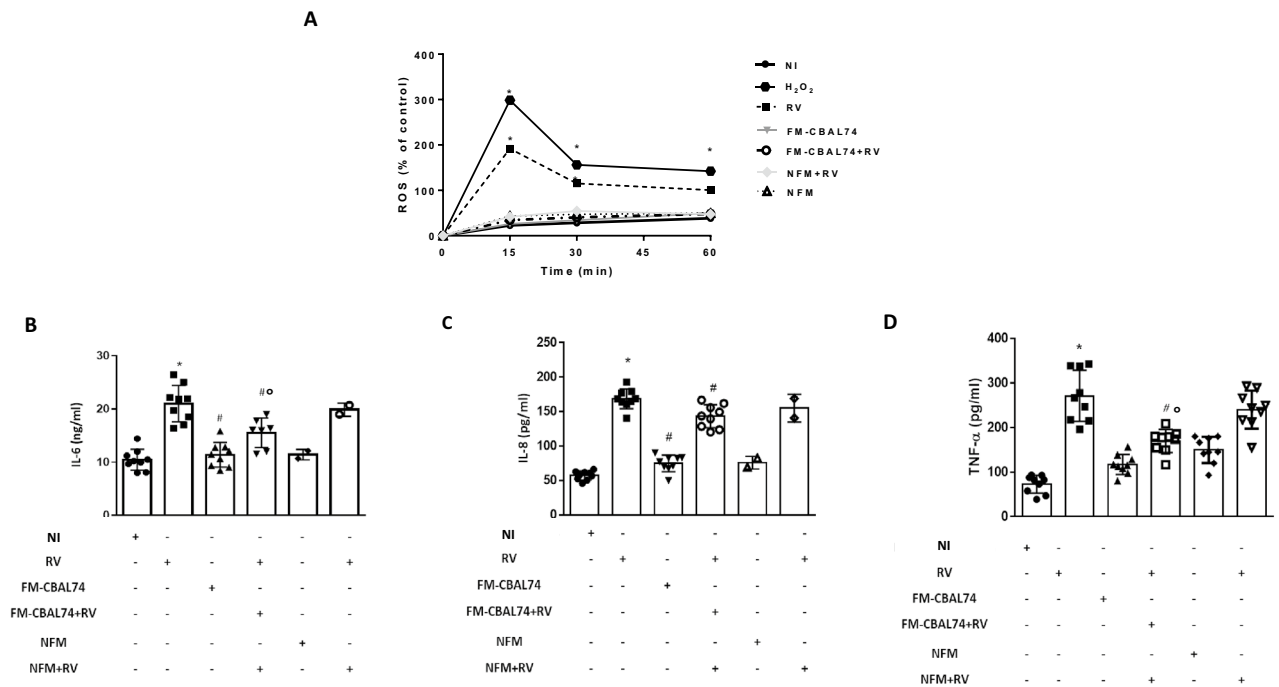 A
400
300
200
100
0
ROS (% of control)
0 15 30 45 60
Time (min)
* * * *
NI
H₂O₂
RV
FM-CBAL74
FM-CBAL74+RV
NFM+RV
NFM
B
30
20
10
0
IL-6 (ng/ml)
* # #°
NI + - - - - -
RV - + - + - +
FM-CBAL74 - - + - - -
FM-CBAL74+RV - - - + - -
NFM - - - - + -
NFM+RV - - - + - +
C
250
200
150
100
50
0
IL-8 (pg/ml)
* # #
NI + - - - - -
RV - + - + - +
FM-CBAL74 - - + - - -
FM-CBAL74+RV - - - + - -
NFM - - - - + -
NFM+RV - - - + - +
D
400
300
200
100
0
TNF-α (pg/ml)
* # °
NI + - - - - -
RV - + - + - +
FM-CBAL74 - - + - - -
FM-CBAL74+RV - - - + - -
NFM - - - - + -
NFM+RV - - - + - +